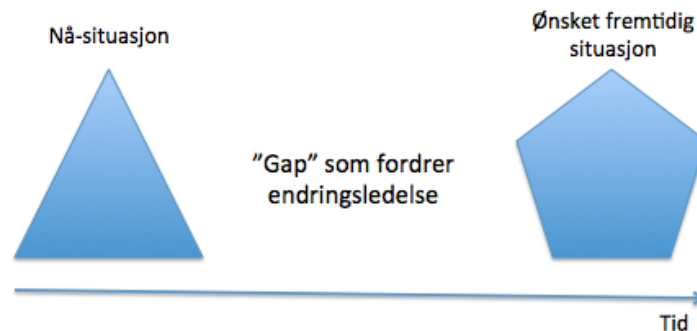 Nå-situasjon
Ønsket fremtidig
situasjon
”Gap” som fordrer
endringsledelse
Tid